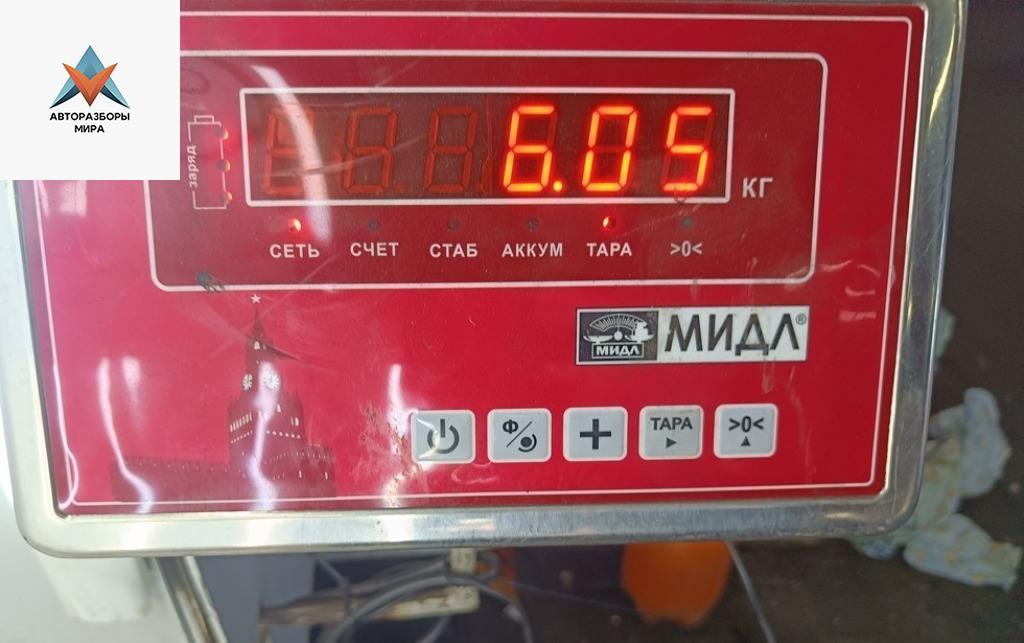 АВТОРАЗБОРЫ
МИРА
заряд
6.05
КГ
СЕТЬ СЧЕТ СТАБ АККУМ ТАРА >0<
МИДЛ
МИДЛ®
Ф/ + ТАРА >0<